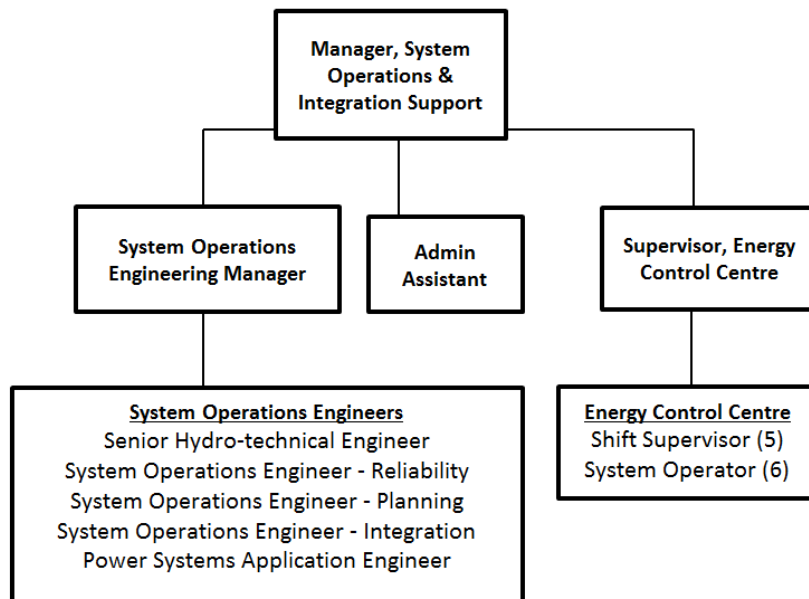 Manager, System
Operations &
Integration Support
System Operations
Engineering Manager
Admin
Assistant
Supervisor, Energy
Control Centre
System Operations Engineers
Senior Hydro-technical Engineer
System Operations Engineer - Reliability
System Operations Engineer - Planning
System Operations Engineer - Integration
Power Systems Application Engineer
Energy Control Centre
Shift Supervisor (5)
System Operator (6)